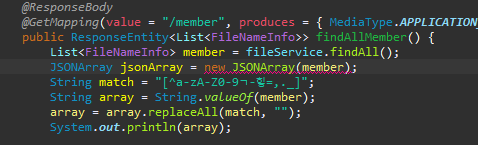 @ResponseBody
@GetMapping(value = "/member", produces = { MediaType.APPLICATION_
public ResponseEntity<List<FileNameInfo>> findAllMember() {
List<FileNameInfo> member = fileService.findAll();
JSONArray jsonArray = new JSONArray(member);
String match = "[^a-zA-Z0-9ㄱ-힣=,._]";
String array = String.valueOf(member);
array = array.replaceAll(match, "");
System.out.println(array);